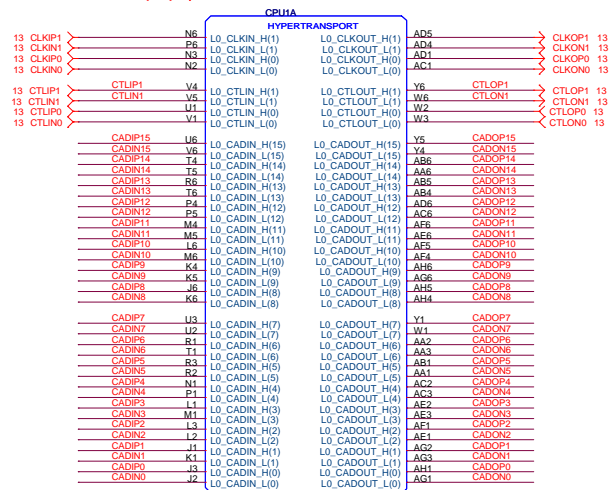 CPU1A
HYPERTRANSPORT
13 CLKIP1 N6 L0_CLKIN_H(1) L0_CLKOUT_H(1) AD5 CLKOP1 13
13 CLKIN1 P6 L0_CLKIN_L(1) L0_CLKOUT_L(1) AD4 CLKON1 13
13 CLKIP0 N3 L0_CLKIN_H(0) L0_CLKOUT_H(0) AD1 CLKOP0 13
13 CLKIN0 N2 L0_CLKIN_L(0) L0_CLKOUT_L(0) AC1 CLKON0 13
13 CTLIP1 CTLIP1 V4 L0_CTLIN_H(1) L0_CTLOUT_H(1) Y6 CTLOP1 CTLOP1 13
13 CTLIN1 CTLIN1 V5 L0_CTLIN_L(1) L0_CTLOUT_L(1) W6 CTLON1 CTLON1 13
13 CTLIP0 U1 L0_CTLIN_H(0) L0_CTLOUT_H(0) W2 CTLOP0 13
13 CTLIN0 V1 L0_CTLIN_L(0) L0_CTLOUT_L(0) W3 CTLON0 13
CADIP15 U6 L0_CADIN_H(15) L0_CADOUT_H(15) Y5 CADOP15
CADIN15 V6 L0_CADIN_L(15) L0_CADOUT_L(15) Y4 CADON15
CADIP14 T4 L0_CADIN_H(14) L0_CADOUT_H(14) AB6 CADOP14
CADIN14 T5 L0_CADIN_L(14) L0_CADOUT_L(14) AA6 CADON14
CADIP13 R6 L0_CADIN_H(13) L0_CADOUT_H(13) AB5 CADOP13
CADIN13 T6 L0_CADIN_L(13) L0_CADOUT_L(13) AB4 CADON13
CADIP12 P4 L0_CADIN_H(12) L0_CADOUT_H(12) AD6 CADOP12
CADIN12 P5 L0_CADIN_L(12) L0_CADOUT_L(12) AC6 CADON12
CADIP11 M4 L0_CADIN_H(11) L0_CADOUT_H(11) AF6 CADOP11
CADIN11 M5 L0_CADIN_L(11) L0_CADOUT_L(11) AE6 CADON11
CADIP10 L6 L0_CADIN_H(10) L0_CADOUT_H(10) AF5 CADOP10
CADIN10 M6 L0_CADIN_L(10) L0_CADOUT_L(10) AF4 CADON10
CADIP9 K4 L0_CADIN_H(9) L0_CADOUT_H(9) AH6 CADOP9
CADIN9 K5 L0_CADIN_L(9) L0_CADOUT_L(9) AG6 CADON9
CADIP8 J6 L0_CADIN_H(8) L0_CADOUT_H(8) AH5 CADOP8
CADIN8 K6 L0_CADIN_L(8) L0_CADOUT_L(8) AH4 CADON8
CADIP7 U3 L0_CADIN_H(7) L0_CADOUT_H(7) Y1 CADOP7
CADIN7 U2 L0_CADIN_L(7) L0_CADOUT_L(7) W1 CADON7
CADIP6 R1 L0_CADIN_H(6) L0_CADOUT_H(6) AA2 CADOP6
CADIN6 T1 L0_CADIN_L(6) L0_CADOUT_L(6) AA3 CADON6
CADIP5 R3 L0_CADIN_H(5) L0_CADOUT_H(5) AB1 CADOP5
CADIN5 R2 L0_CADIN_L(5) L0_CADOUT_L(5) AA1 CADON5
CADIP4 N1 L0_CADIN_H(4) L0_CADOUT_H(4) AC2 CADOP4
CADIN4 P1 L0_CADIN_L(4) L0_CADOUT_L(4) AC3 CADON4
CADIP3 L1 L0_CADIN_H(3) L0_CADOUT_H(3) AE2 CADOP3
CADIN3 M1 L0_CADIN_L(3) L0_CADOUT_L(3) AE3 CADON3
CADIP2 L3 L0_CADIN_H(2) L0_CADOUT_H(2) AF1 CADOP2
CADIN2 L2 L0_CADIN_L(2) L0_CADOUT_L(2) AE1 CADON2
CADIP1 J1 L0_CADIN_H(1) L0_CADOUT_H(1) AG2 CADOP1
CADIN1 K1 L0_CADIN_L(1) L0_CADOUT_L(1) AG3 CADON1
CADIP0 J3 L0_CADIN_H(0) L0_CADOUT_H(0) AH1 CADOP0
CADIN0 J2 L0_CADIN_L(0) L0_CADOUT_L(0) AG1 CADON0